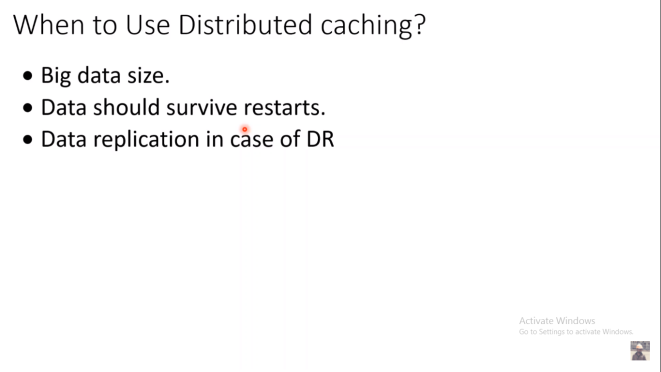 When to Use Distributed caching?
• Big data size.
• Data should survive restarts.
• Data replication in case of DR
Activate Windows
Go to Settings to activate Windows.